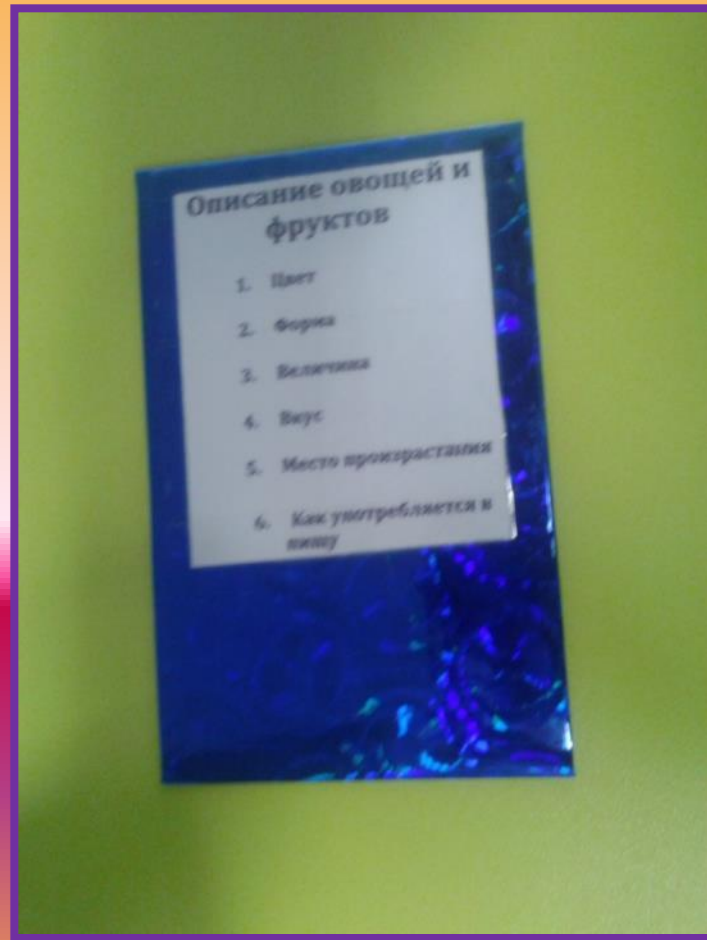 Описание овощей и
фруктов
1. Цвет
2. Форма
3. Величина
4. Вкус
5. Место произрастания
6. Как употребляется в
пищу